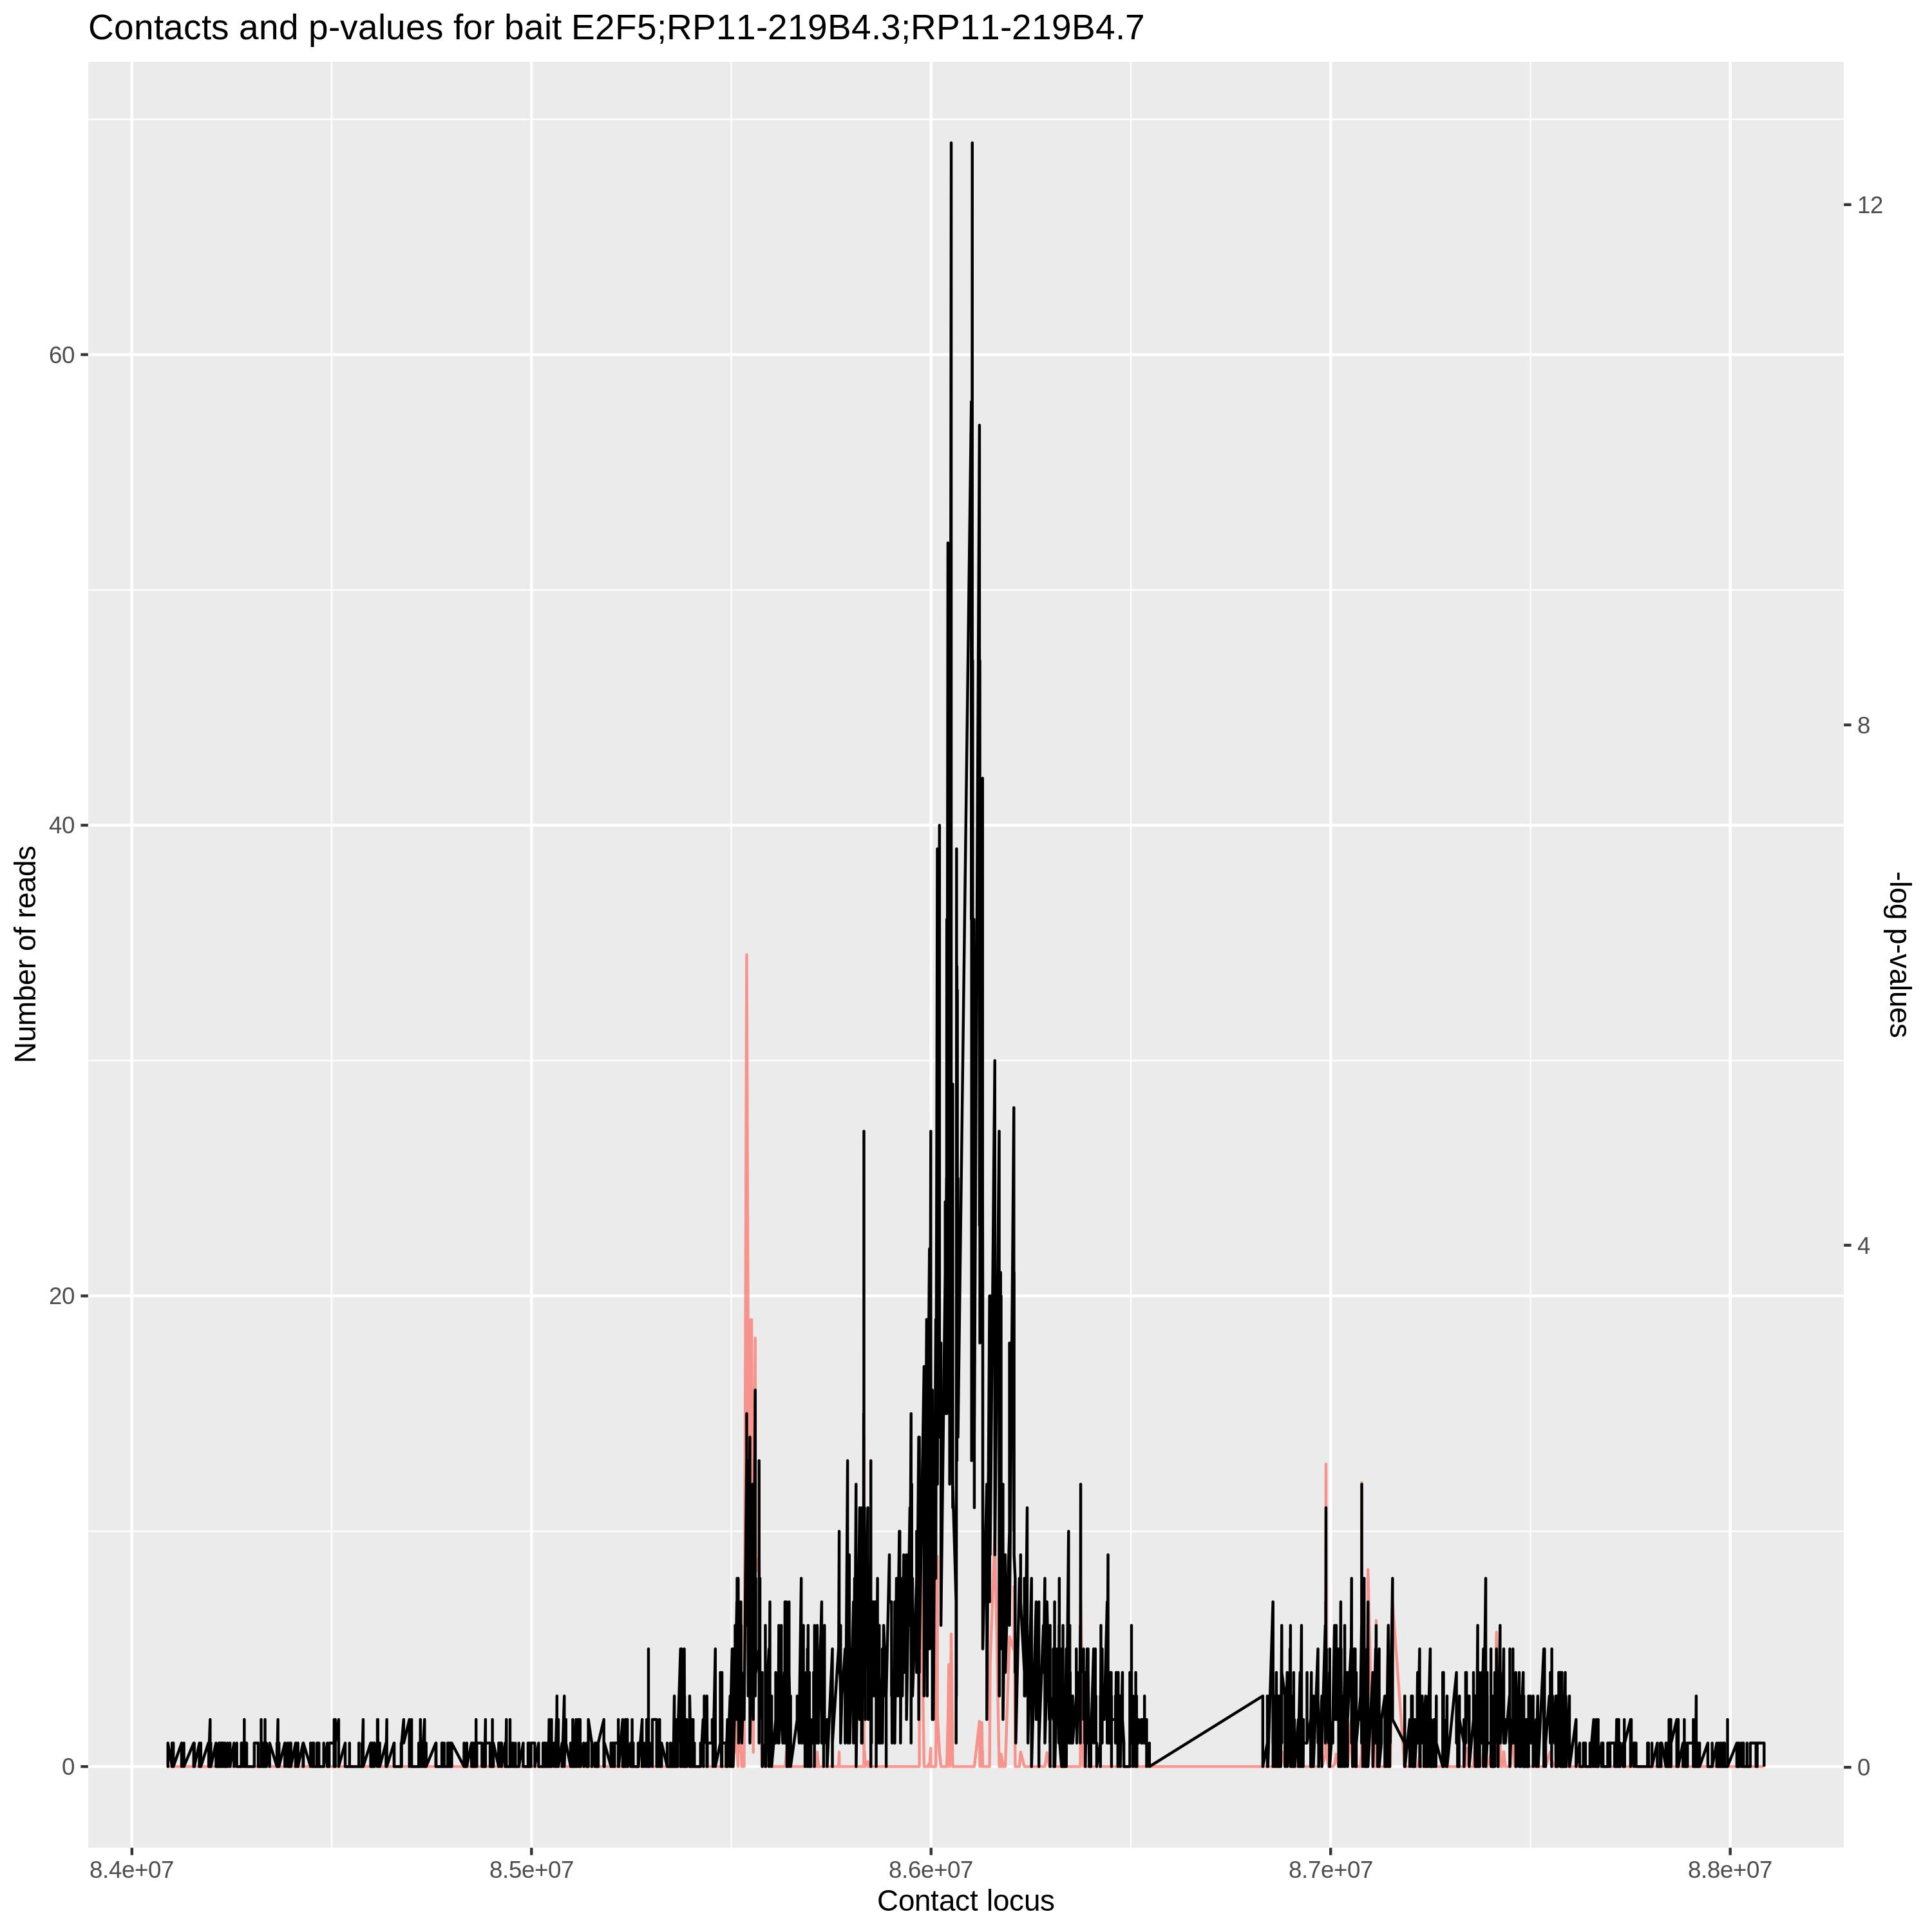 Contacts and p-values for bait E2F5;RP11-219B4.3;RP11-219B4.7
60
40
20
0
Number of reads
12
8
4
0
-log p-values
8.4e+07 8.5e+07 8.6e+07 8.7e+07 8.8e+07
Contact locus